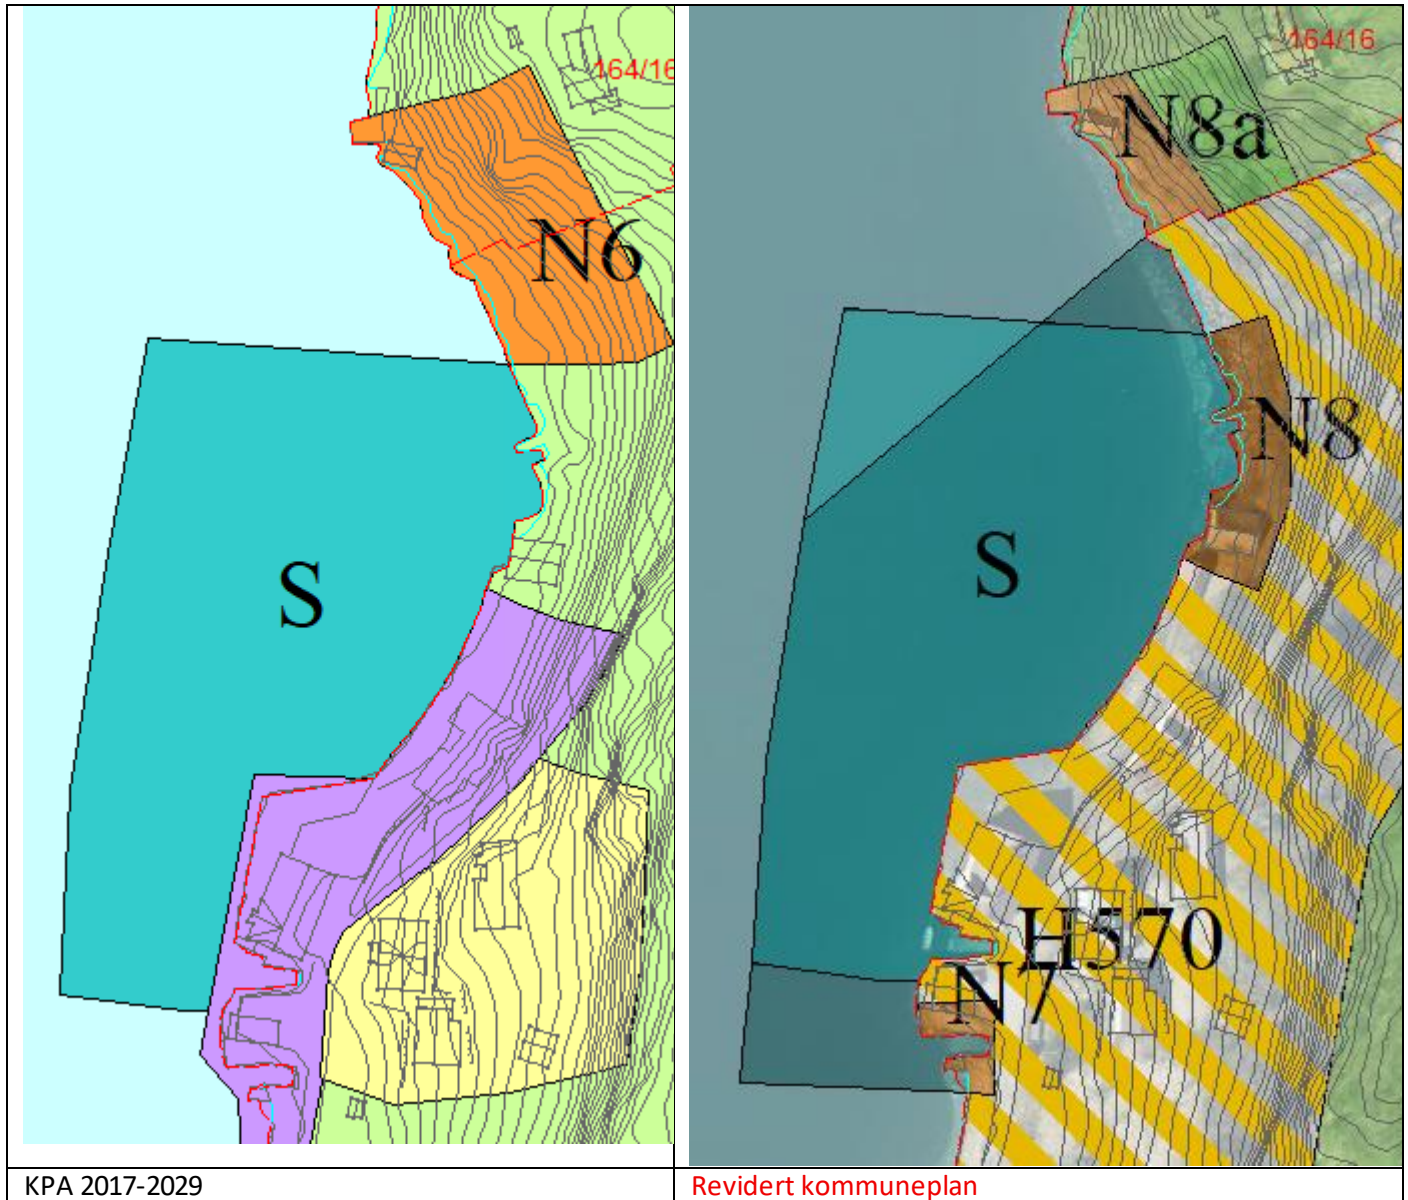 164/16
N6
S
KPA 2017-2029
164/16
N8a
N8
S
H570
N7
Revidert kommuneplan